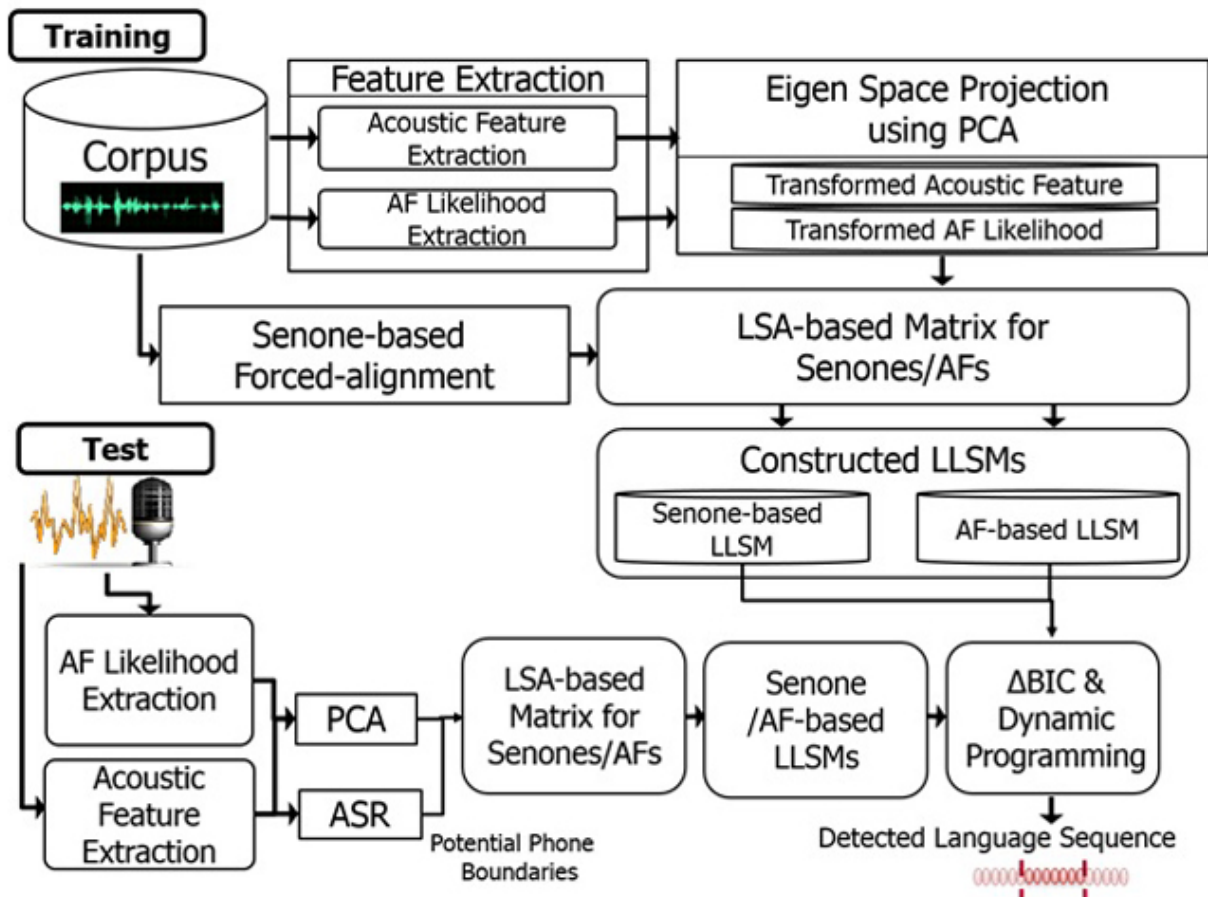 Training
Corpus
Feature Extraction
Acoustic Feature
Extraction
AF Likelihood
Extraction
Eigen Space Projection
using PCA
Transformed Acoustic Feature
Transformed AF Likelihood
Senone-based
Forced-alignment
LSA-based Matrix for
Senones/AFs
Constructed LLSMs
Senone-based
LLSM
AF-based LLSM
Test
AF Likelihood
Extraction
Acoustic
Feature
Extraction
PCA
ASR
Potential Phone
Boundaries
LSA-based
Matrix for
Senones/AFs
Senone
/AF-based
LLSMs
ΔBIC &
Dynamic
Programming
Detected Language Sequence